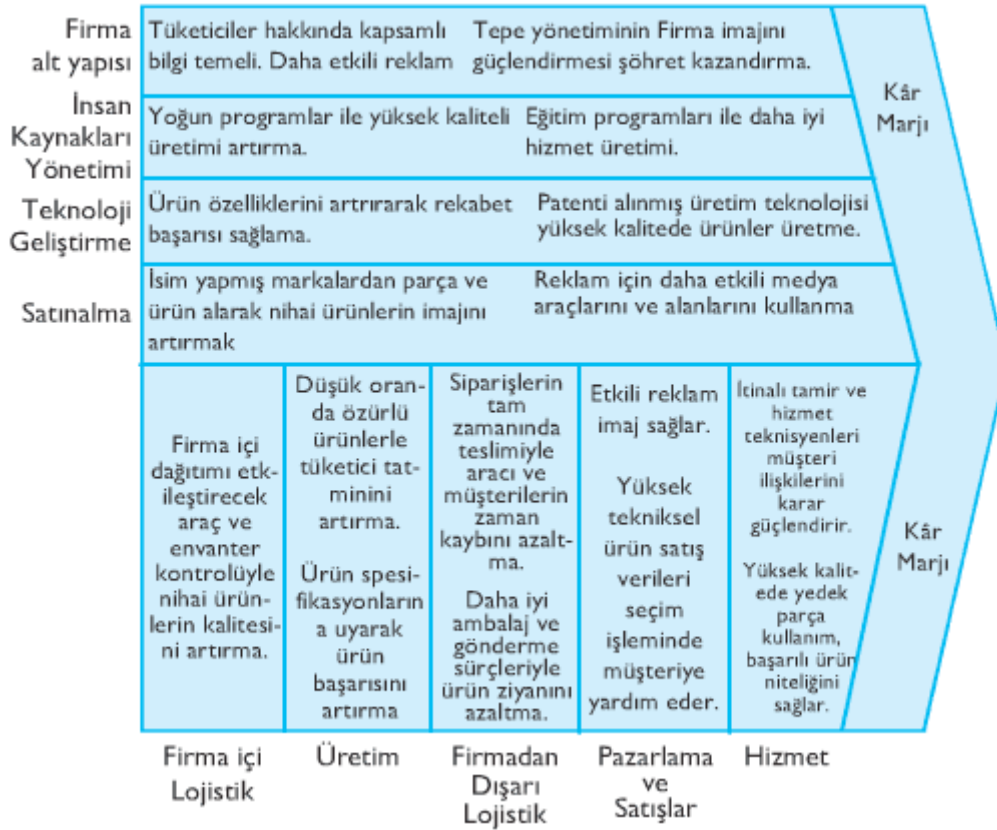 Firma
alt yapısı
Tüketiciler hakkında kapsamlı
bilgi temeli. Daha etkili reklam
Tepe yönetiminin Firma imajını
güçlendirmesi şöhret kazandırma.
İnsan
Kaynakları
Yönetimi
Yoğun programlar ile yüksek kaliteli
üretimi artırma.
Eğitim programları ile daha iyi
hizmet üretimi.
Teknoloji
Geliştirme
Ürün özelliklerini artrırarak rekabet
başarısı sağlama.
Patenti alınmış üretim teknolojisi
yüksek kalitede ürünler üretme.
Satınalma
İsim yapmış markalardan parça ve
ürün alarak nihai ürünlerin imajını
artırmak
Reklam için daha etkili medya
araçlarını ve alanlarını kullanma
Kâr
Marjı
Firma içi
dağıtımı etk-
ileştirecek
araç ve
envanter
kontrolüyle
nihai ürün-
lerin kalitesi-
ni artırma.
Düşük oran-
da özürlü
ürünlerle
tüketici tat-
minini
artırma.
Ürün spesi-
fikasyonların
a uyarak
ürün
başarısını
artırma
Siparişlerin
tam
zamanında
teslimiyle
aracı ve
müşterilerin
zaman
kaybını azalt-
ma.
Daha iyi
ambalaj ve
gönderme
sürçleriyle
ürün ziyanını
azaltma.
Etkili reklam
imaj sağlar.
Yüksek
tekniksel
ürün satış
verileri
seçim
işleminde
müşteriye
yardım eder.
İtinalı tamir ve
hizmet
teknisyenleri
müşteri
ilişkilerini
karar
güçlendirir.
Yüksek kalit-
ede yedek
parça
kullanım,
başarılı ürün
niteliğini
sağlar.
Kâr
Marjı
Firma içi
Lojistik
Üretim
Firmadan
Dışarı
Lojistik
Pazarlama
ve
Satışlar
Hizmet